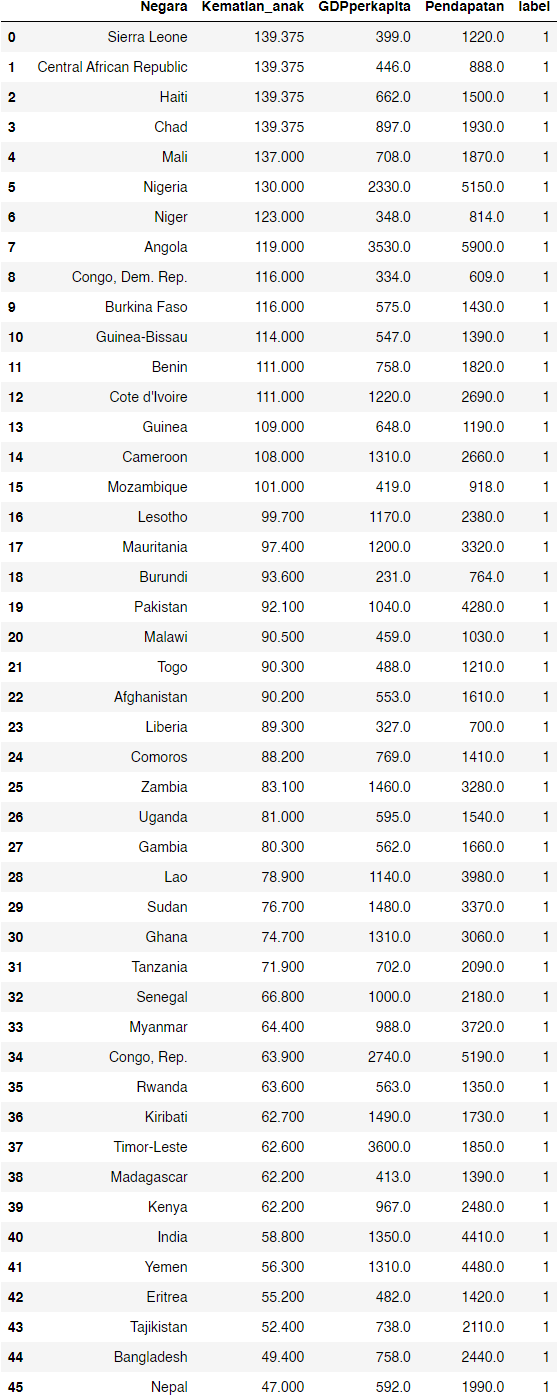 Negara Kematian_anak GDPperkapita Pendapatan label
0 Sierra Leone 139.375 399.0 1220.0 1
1 Central African Republic 139.375 446.0 888.0 1
2 Haiti 139.375 662.0 1500.0 1
3 Chad 139.375 897.0 1930.0 1
4 Mali 137.000 708.0 1870.0 1
5 Nigeria 130.000 2330.0 5150.0 1
6 Niger 123.000 348.0 814.0 1
7 Angola 119.000 3530.0 5900.0 1
8 Congo, Dem. Rep. 116.000 334.0 609.0 1
9 Burkina Faso 116.000 575.0 1430.0 1
10 Guinea-Bissau 114.000 547.0 1390.0 1
11 Benin 111.000 758.0 1820.0 1
12 Cote d'Ivoire 111.000 1220.0 2690.0 1
13 Guinea 109.000 648.0 1190.0 1
14 Cameroon 108.000 1310.0 2660.0 1
15 Mozambique 101.000 419.0 918.0 1
16 Lesotho 99.700 1170.0 2380.0 1
17 Mauritania 97.400 1200.0 3320.0 1
18 Burundi 93.600 231.0 764.0 1
19 Pakistan 92.100 1040.0 4280.0 1
20 Malawi 90.500 459.0 1030.0 1
21 Togo 90.300 488.0 1210.0 1
22 Afghanistan 90.200 553.0 1610.0 1
23 Liberia 89.300 327.0 700.0 1
24 Comoros 88.200 769.0 1410.0 1
25 Zambia 83.100 1460.0 3280.0 1
26 Uganda 81.000 595.0 1540.0 1
27 Gambia 80.300 562.0 1660.0 1
28 Lao 78.900 1140.0 3980.0 1
29 Sudan 76.700 1480.0 3370.0 1
30 Ghana 74.700 1310.0 3060.0 1
31 Tanzania 71.900 702.0 2090.0 1
32 Senegal 66.800 1000.0 2180.0 1
33 Myanmar 64.400 988.0 3720.0 1
34 Congo, Rep. 63.900 2740.0 5190.0 1
35 Rwanda 63.600 563.0 1350.0 1
36 Kiribati 62.700 1490.0 1730.0 1
37 Timor-Leste 62.600 3600.0 1850.0 1
38 Madagascar 62.200 413.0 1390.0 1
39 Kenya 62.200 967.0 2480.0 1
40 India 58.800 1350.0 4410.0 1
41 Yemen 56.300 1310.0 4480.0 1
42 Eritrea 55.200 482.0 1420.0 1
43 Tajikistan 52.400 738.0 2110.0 1
44 Bangladesh 49.400 758.0 2440.0 1
45 Nepal 47.000 592.0 1990.0 1